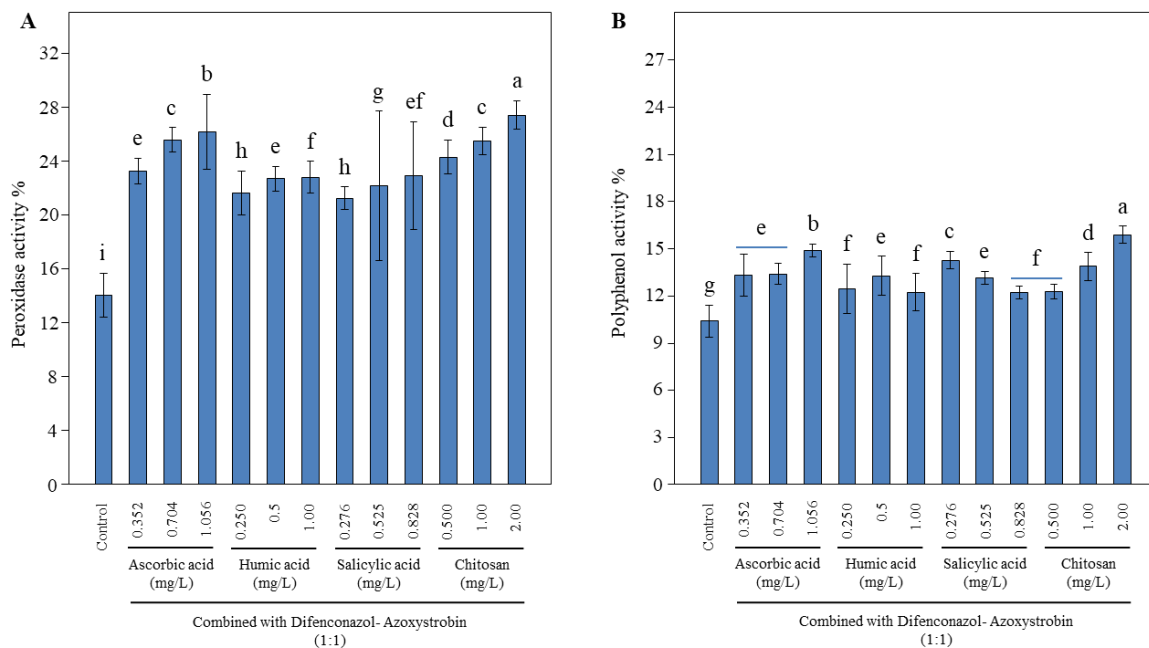 A
Peroxidase activity %
32
28
24
20
16
12
8
4
0
i
e
c
b
h
e
f
h
g
ef
d
c
a
Control
0.352
0.704
1.056
0.250
0.5
1.00
0.276
0.525
0.828
0.500
1.00
2.00
Ascorbic acid
(mg/L)
Humic acid
(mg/L)
Salicylic acid
(mg/L)
Chitosan
(mg/L)
Combined with Difenconazol- Azoxystrobin
(1:1)
B
Polyphenol activity %
27
24
21
18
15
12
9
6
3
0
g
e
b
f
e
f
c
e
f
d
a
Control
0.352
0.704
1.056
0.250
0.5
1.00
0.276
0.525
0.828
0.500
1.00
2.00
Ascorbic acid
(mg/L)
Humic acid
(mg/L)
Salicylic acid
(mg/L)
Chitosan
(mg/L)
Combined with Difenconazol- Azoxystrobin
(1:1)